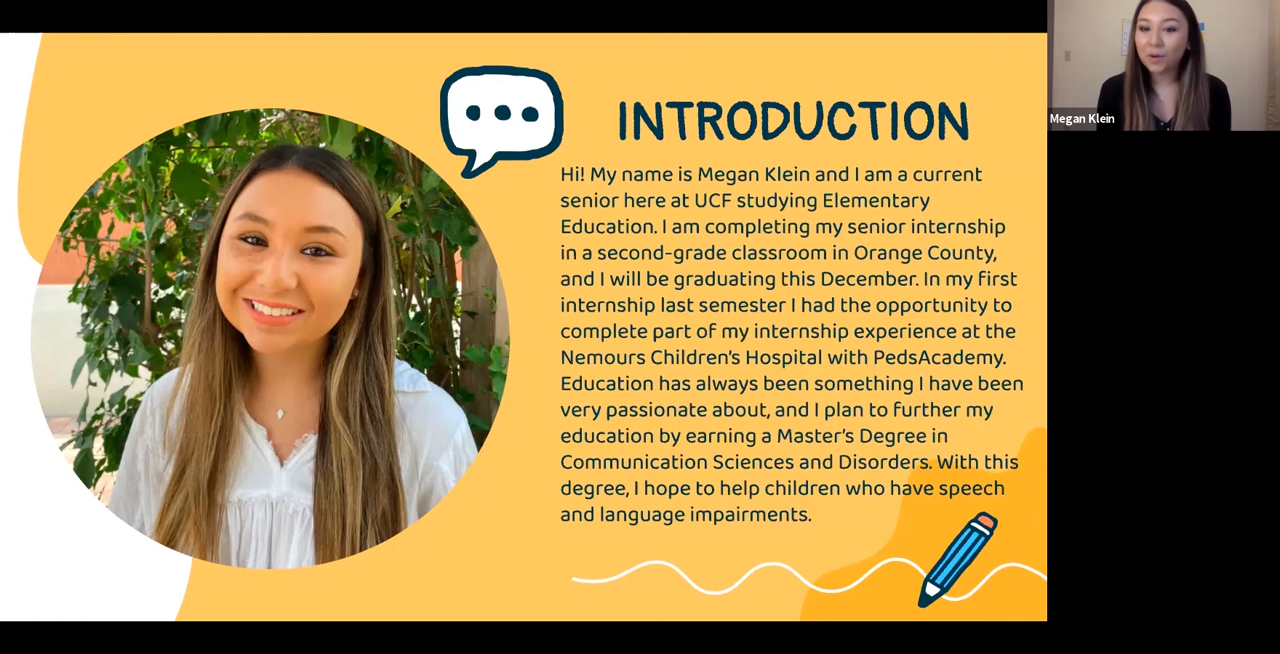 INTRODUCTION
Hi! My name is Megan Klein and I am a current
senior here at UCF studying Elementary
Education. I am completing my senior internship
in a second-grade classroom in Orange County,
and I will be graduating this December. In my first
internship last semester I had the opportunity to
complete part of my internship experience at the
Nemours Children's Hospital with PedsAcademy.
Education has always been something I have been
very passionate about, and I plan to further my
education by earning a Master's Degree in
Communication Sciences and Disorders. With this
degree, I hope to help children who have speech
and language impairments.
Megan Klein